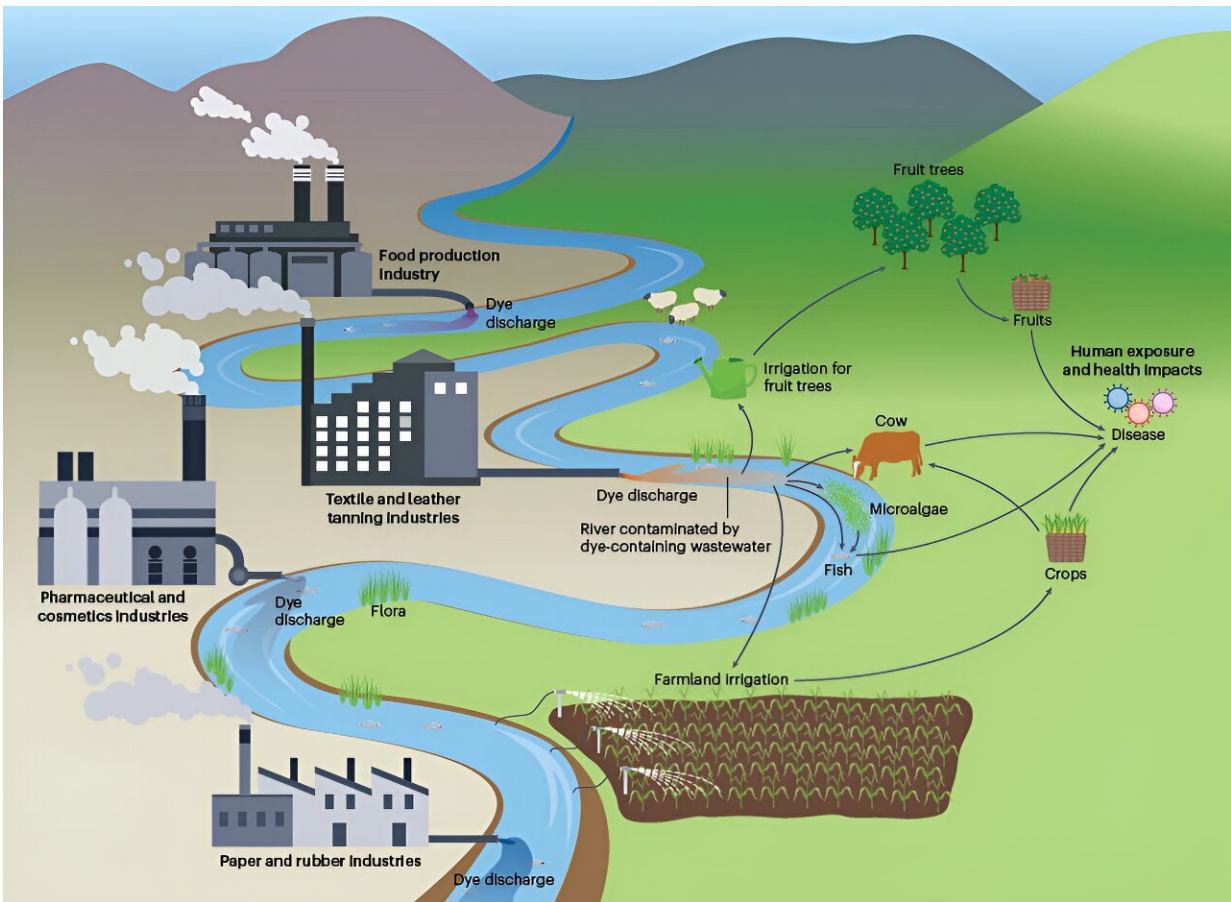 Fruit trees
Food production
industry
Dye
discharge
Fruits
Human exposure
and health impacts
Irrigation for
fruit trees
Cow
Disease
Textile and leather
tanning industries
Dye discharge
River contaminated by
dye-containing wastewater
Microalgae
Fish
Crops
Pharmaceutical and
cosmetics industries
Dye
discharge
Flora
Farmland irrigation
Paper and rubber industries
Dye discharge